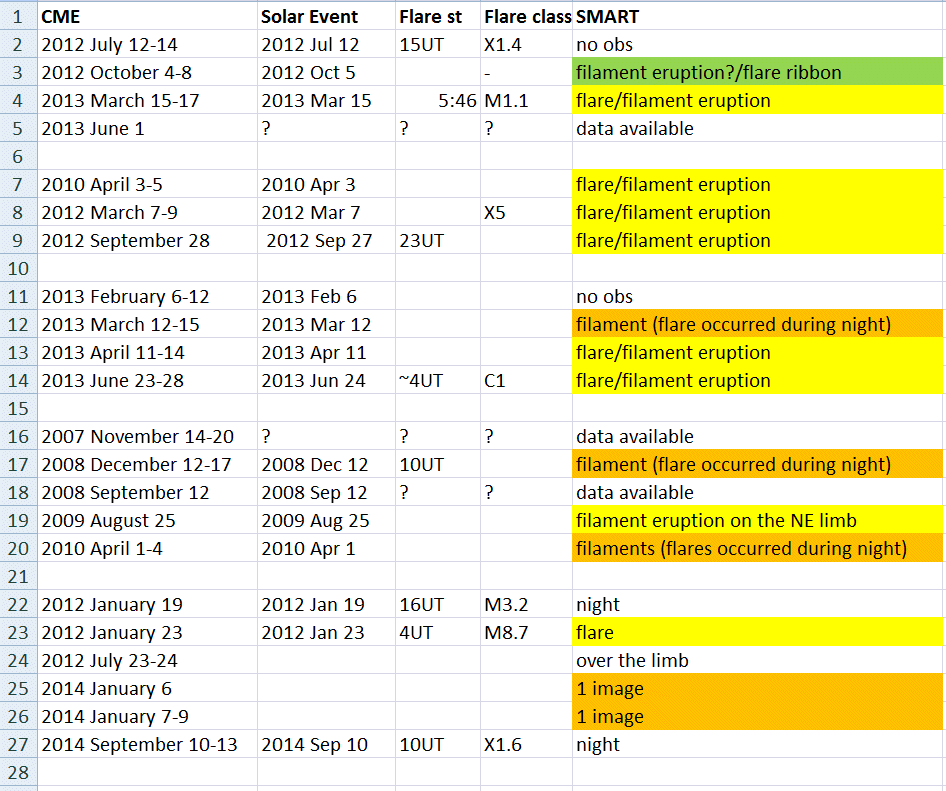 1 CME Solar Event Flare st Flare class SMART
2 2012 July 12-14 2012 Jul 12 15UT X1.4 no obs
3 2012 October 4-8 2012 Oct 5 - filament eruption?/flare ribbon
4 2013 March 15-17 2013 Mar 15 5:46 M1.1 flare/filament eruption
5 2013 June 1 ? ? ? data available
6
7 2010 April 3-5 2010 Apr 3 flare/filament eruption
8 2012 March 7-9 2012 Mar 7 X5 flare/filament eruption
9 2012 September 28 2012 Sep 27 23UT flare/filament eruption
10
11 2013 February 6-12 2013 Feb 6 no obs
12 2013 March 12-15 2013 Mar 12 filament (flare occurred during night)
13 2013 April 11-14 2013 Apr 11 flare/filament eruption
14 2013 June 23-28 2013 Jun 24 ~4UT C1 flare/filament eruption
15
16 2007 November 14-20 ? ? ? data available
17 2008 December 12-17 2008 Dec 12 10UT filament (flare occurred during night)
18 2008 September 12 2008 Sep 12 ? ? data available
19 2009 August 25 2009 Aug 25 filament eruption on the NE limb
20 2010 April 1-4 2010 Apr 1 filaments (flares occurred during night)
21
22 2012 January 19 2012 Jan 19 16UT M3.2 night
23 2012 January 23 2012 Jan 23 4UT M8.7 flare
24 2012 July 23-24 over the limb
25 2014 January 6 1 image
26 2014 January 7-9 1 image
27 2014 September 10-13 2014 Sep 10 10UT X1.6 night
28